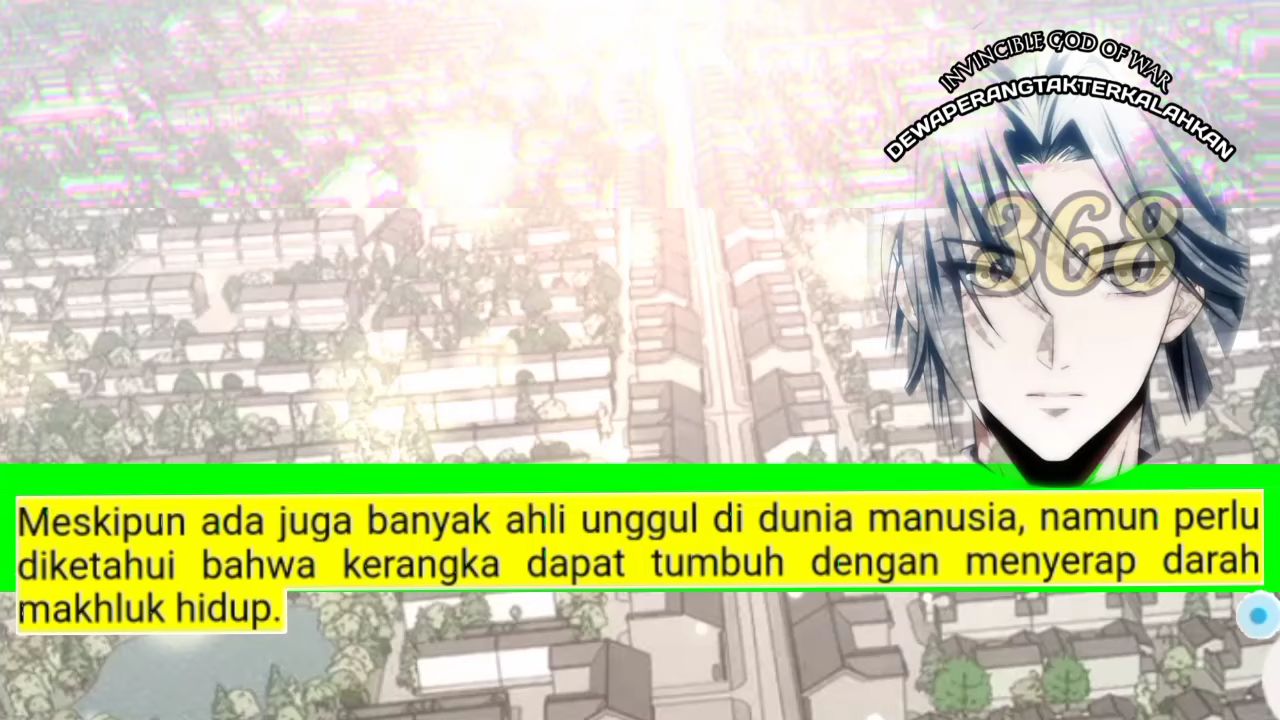 INVINCIBLE GOD OF WAR
DEWAPERANGTAKTERKALAHKAN
368
Meskipun ada juga banyak ahli unggul di dunia manusia, namun perlu
diketahui bahwa kerangka dapat tumbuh dengan menyerap darah
makhluk hidup.